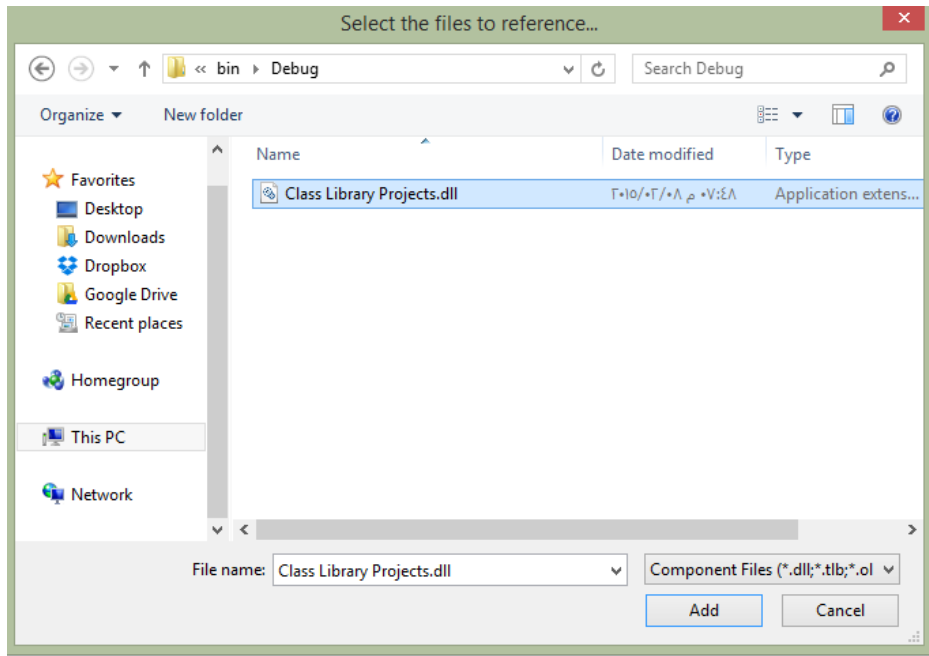 Select the files to reference...
« bin Debug
Search Debug
Organize
New folder
Name
Date modified
Type
Class Library Projects.dll
٢٠١٥/٠٢/٠٨ م ٠٧:٤٨
Application extens...
Favorites
Desktop
Downloads
Dropbox
Google Drive
Recent places
Homegroup
This PC
Network
File name: Class Library Projects.dll
Component Files (*.dll;*.tlb;*.ol
Add
Cancel